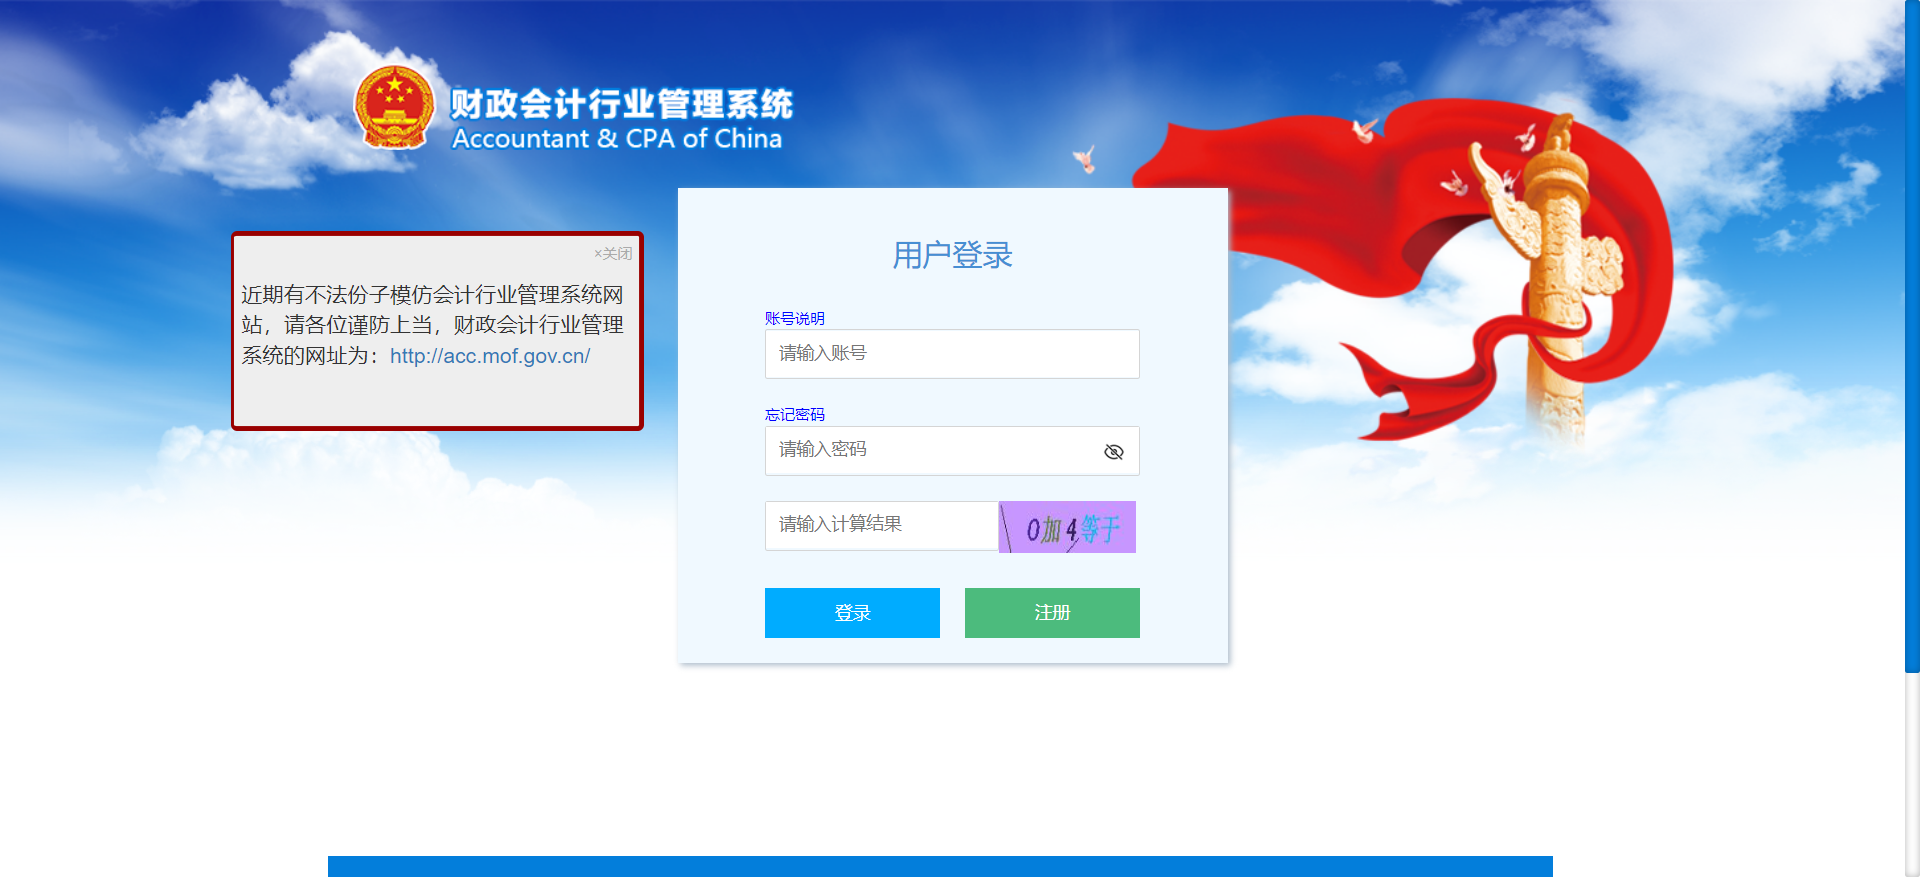 财政会计行业管理系统
Accountant & CPA of China
×关闭
近期有不法份子模仿会计行业管理系统网
站，请各位谨防上当，财政会计行业管理
系统的网址为：http://acc.mof.gov.cn/
用户登录
账号说明
请输入账号
忘记密码
请输入密码
请输入计算结果
0加4等于
登录
注册